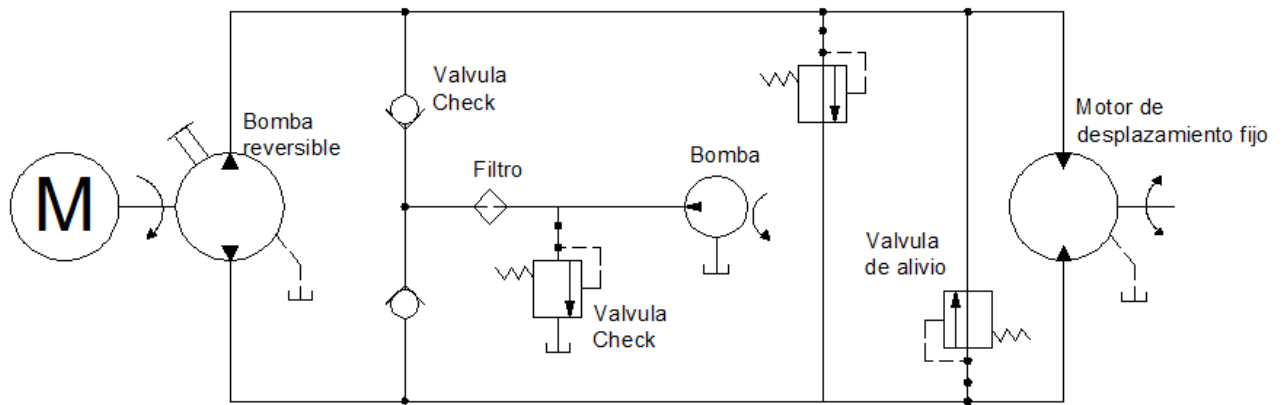 Valvula
Check
Bomba
reversible
M
Filtro
Bomba
Motor de
desplazamiento fijo
Valvula
de alivio
Valvula
Check